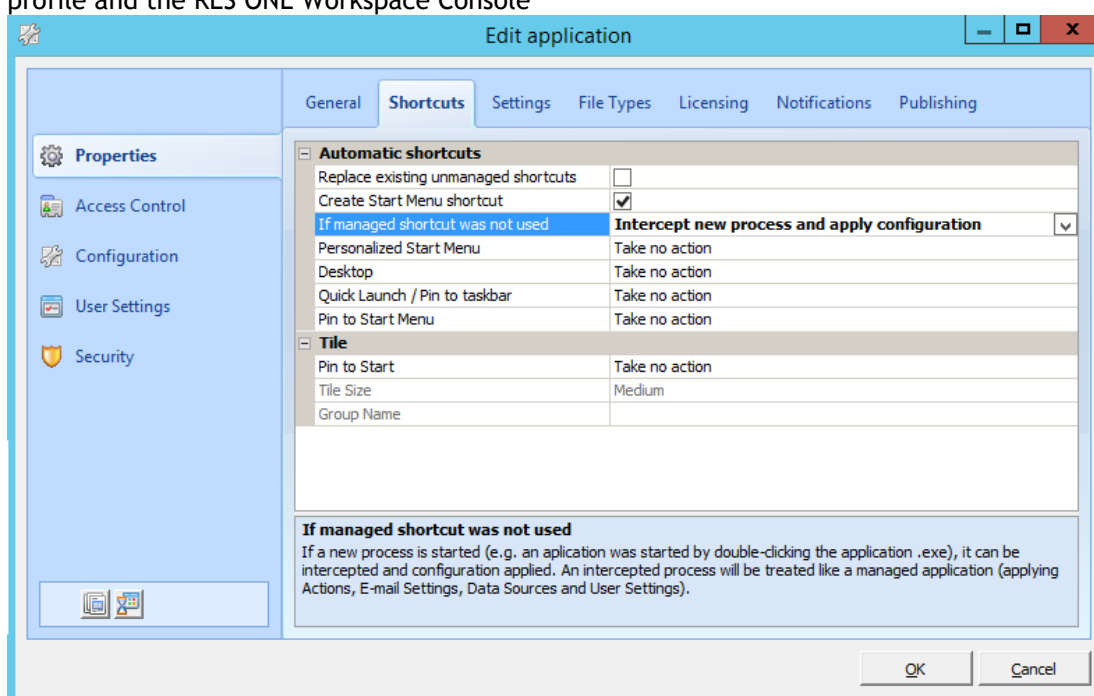 profile and the RES ONE Workspace Console
Edit application
General Shortcuts Settings File Types Licensing Notifications Publishing
Properties
Access Control
Configuration
User Settings
Security
Automatic shortcuts
Replace existing unmanaged shortcuts
Create Start Menu shortcut
If managed shortcut was not used Intercept new process and apply configuration
Personalized Start Menu Take no action
Desktop Take no action
Quick Launch / Pin to taskbar Take no action
Pin to Start Menu Take no action
Tile
Pin to Start Take no action
Tile Size Medium
Group Name
If managed shortcut was not used
If a new process is started (e.g. an aplication was started by double-clicking the application .exe), it can be
intercepted and configuration applied. An intercepted process will be treated like a managed application (applying
Actions, E-mail Settings, Data Sources and User Settings).
OK Cancel